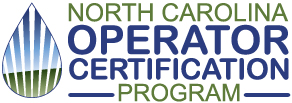 NORTH CAROLINA
OPERATOR
CERTIFICATION
PROGRAM